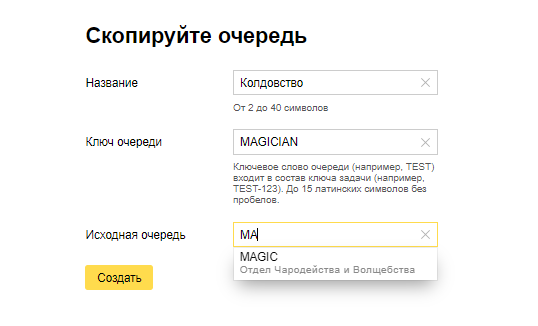 Скопируйте очередь
Название
Колдовство
От 2 до 40 символов
Ключ очереди
MAGICIAN
Ключевое слово очереди (например, TEST)
входит в состав ключа задачи (например,
TEST-123). До 15 латинских символов без
пробелов.
Исходная очередь
MA
MAGIC
Отдел Чародейства и Волщебства
Создать